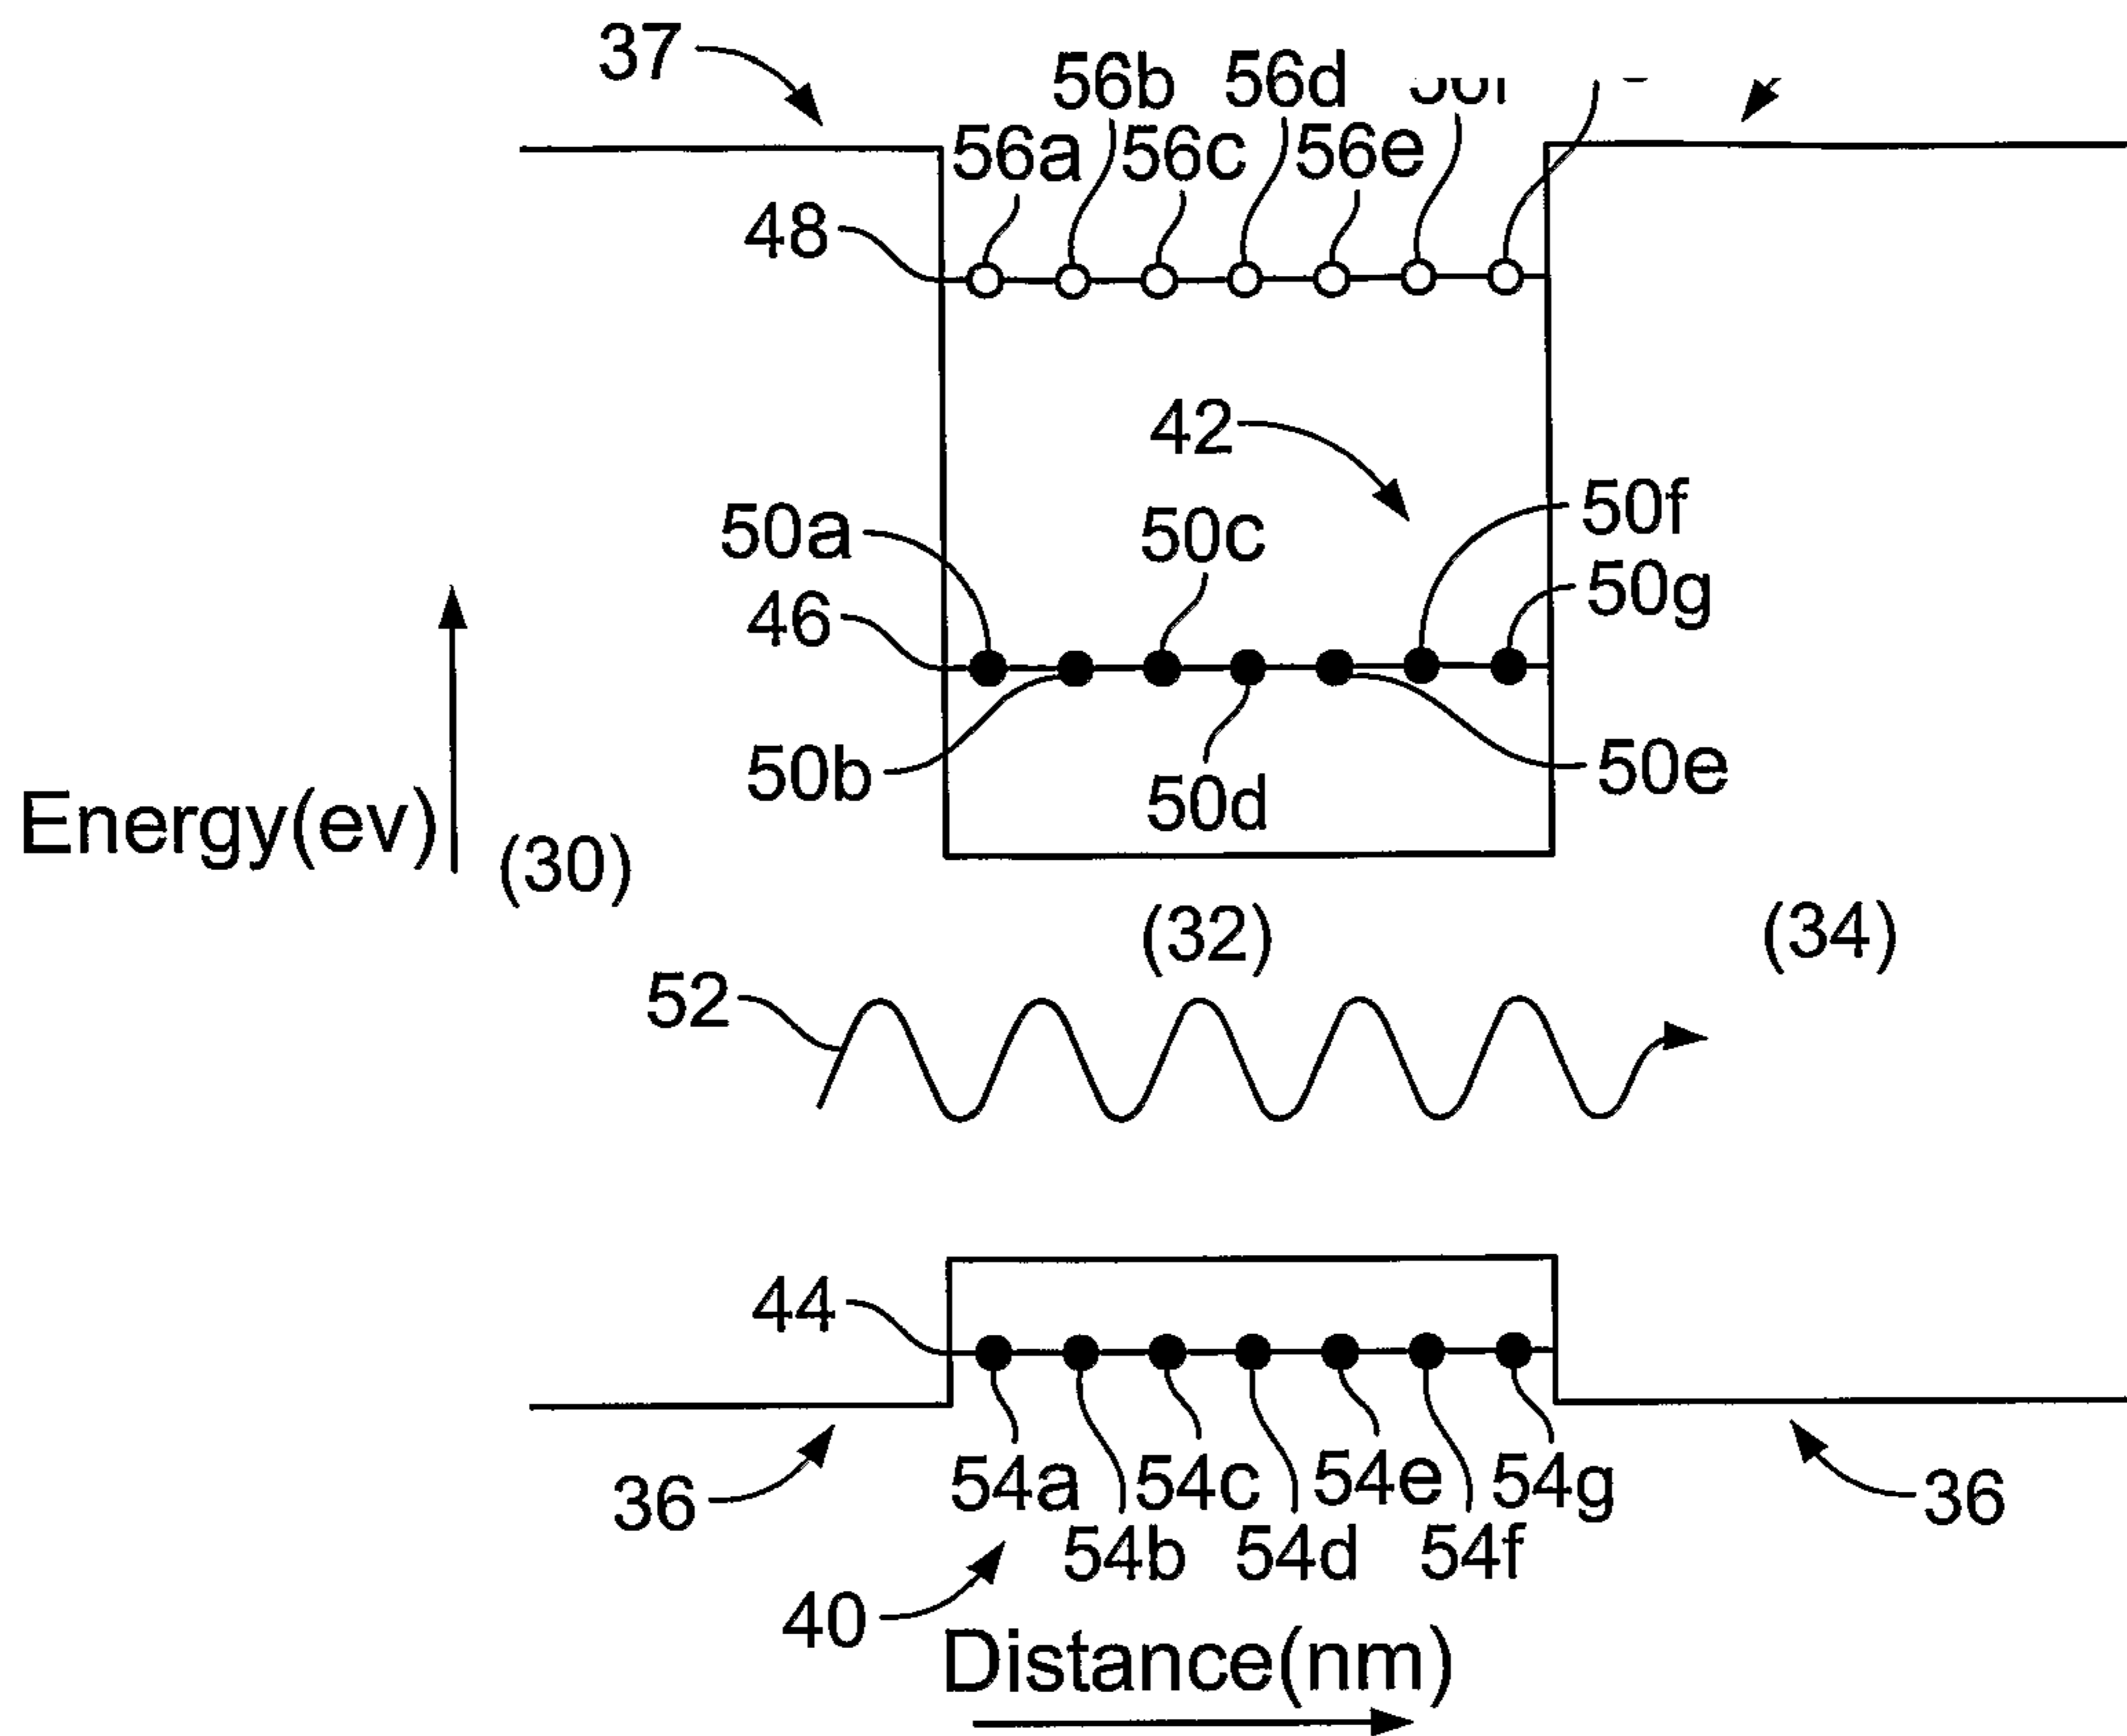 37
56b 56d
56a 56c 56e
48
42
50a 50c 50f
46 50g
50b 50d 50e
Energy(ev) (30)
(32) (34)
52
44
36 54a 54c 54e 54g 36
54b 54d 54f
40
Distance(nm)